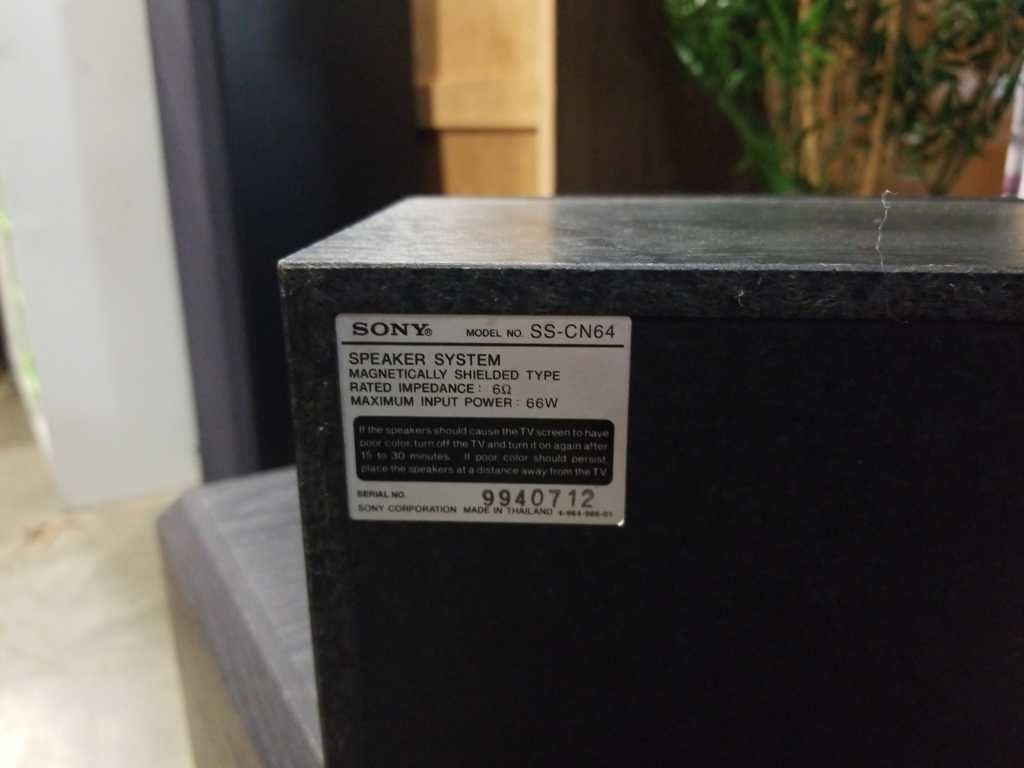 SONY® MODEL NO. SS-CN64
SPEAKER SYSTEM
MAGNETICALLY SHIELDED TYPE
RATED IMPEDANCE: 6Ω
MAXIMUM INPUT POWER: 66W
If the speakers should cause the TV screen to have
poor color, turn off the TV and turn it on again after
15 to 30 minutes. If poor color should persist,
place the speakers at a distance away from the TV.
SERIAL NO. 9940712
SONY CORPORATION MADE IN THAILAND